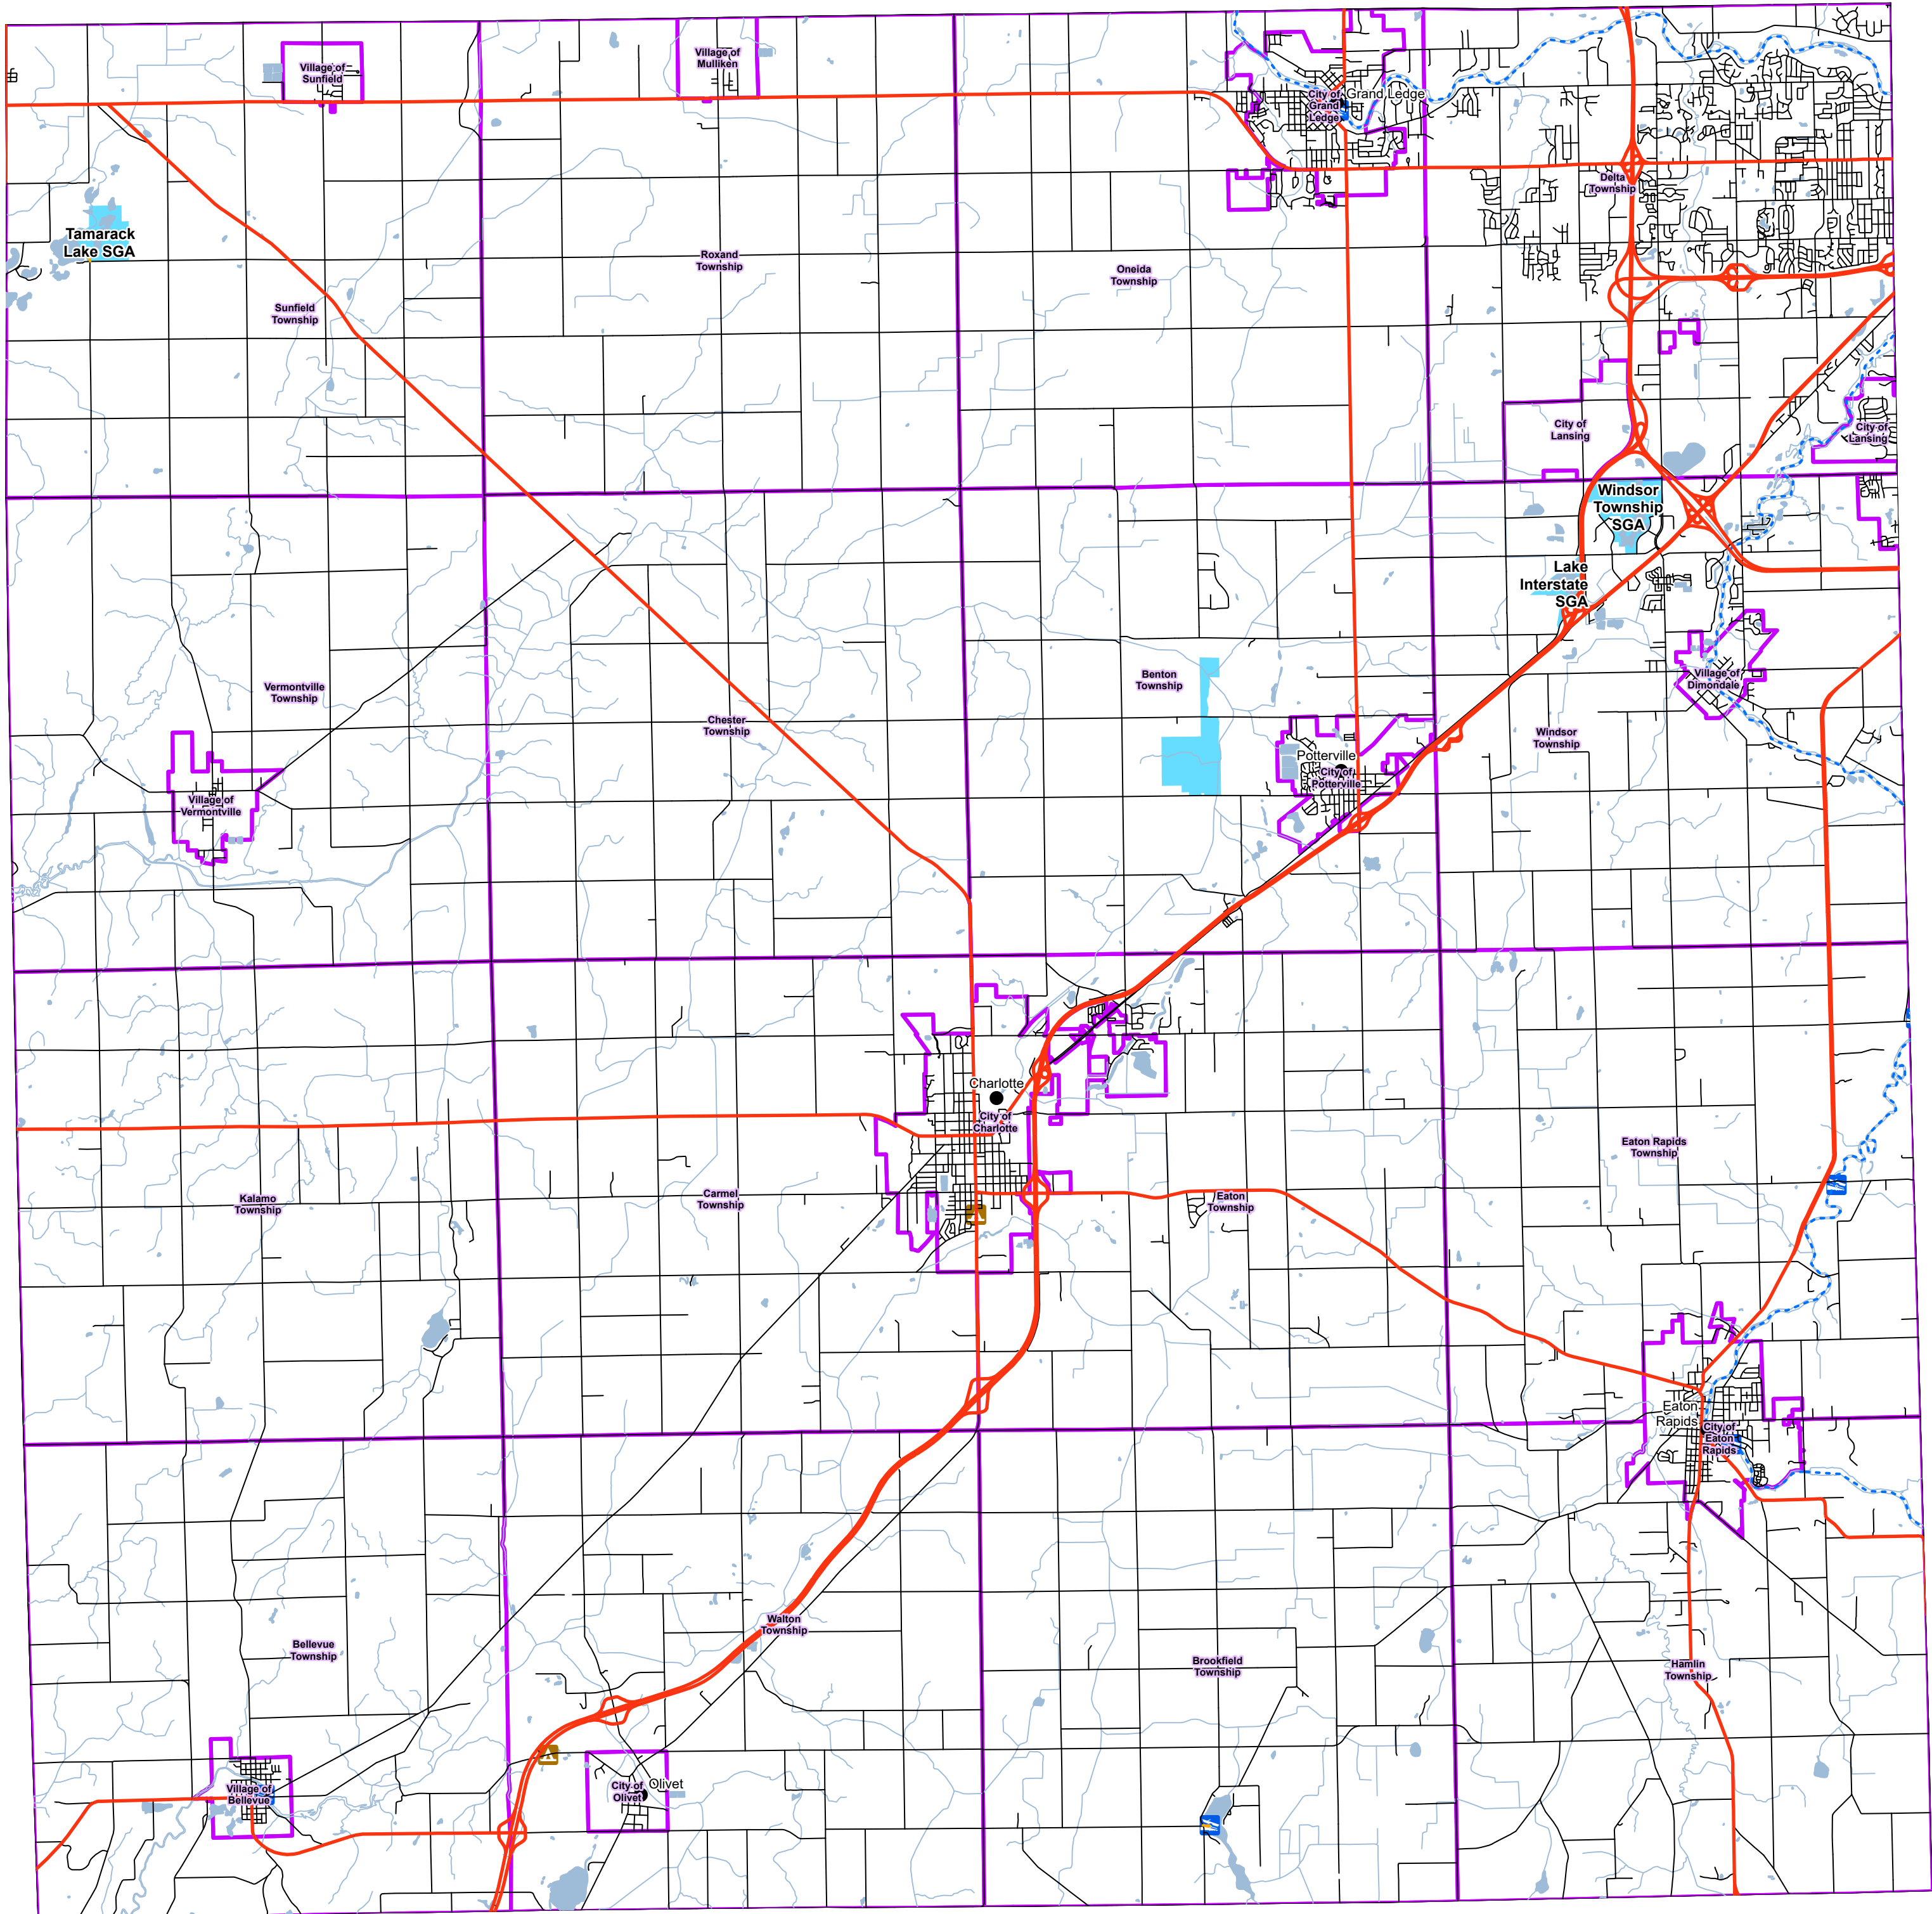 Village of
Sunfield
Village of
Mulliken
City of
Grand
Ledge
Grand Ledge
Delta
Township
Tamarack
Lake SGA
Roxand
Township
Oneida
Township
Sunfield
Township
City of
Lansing
City of
Lansing
Windsor
Township
SGA
Lake
Interstate
SGA
Vermontville
Township
Benton
Township
Village of
Dimondale
Chester
Township
Windsor
Township
Potterville
City of
Potterville
Village of
Vermontville
Charlotte
City of
Charlotte
Eaton Rapids
Township
Kalamo
Township
Carmel
Township
Eaton
Township
Eaton
Rapids
City of
Eaton
Rapids
Walton
Township
Bellevue
Township
Brookfield
Township
Hamlin
Township
Village of
Bellevue
City of
Olivet
Olivet